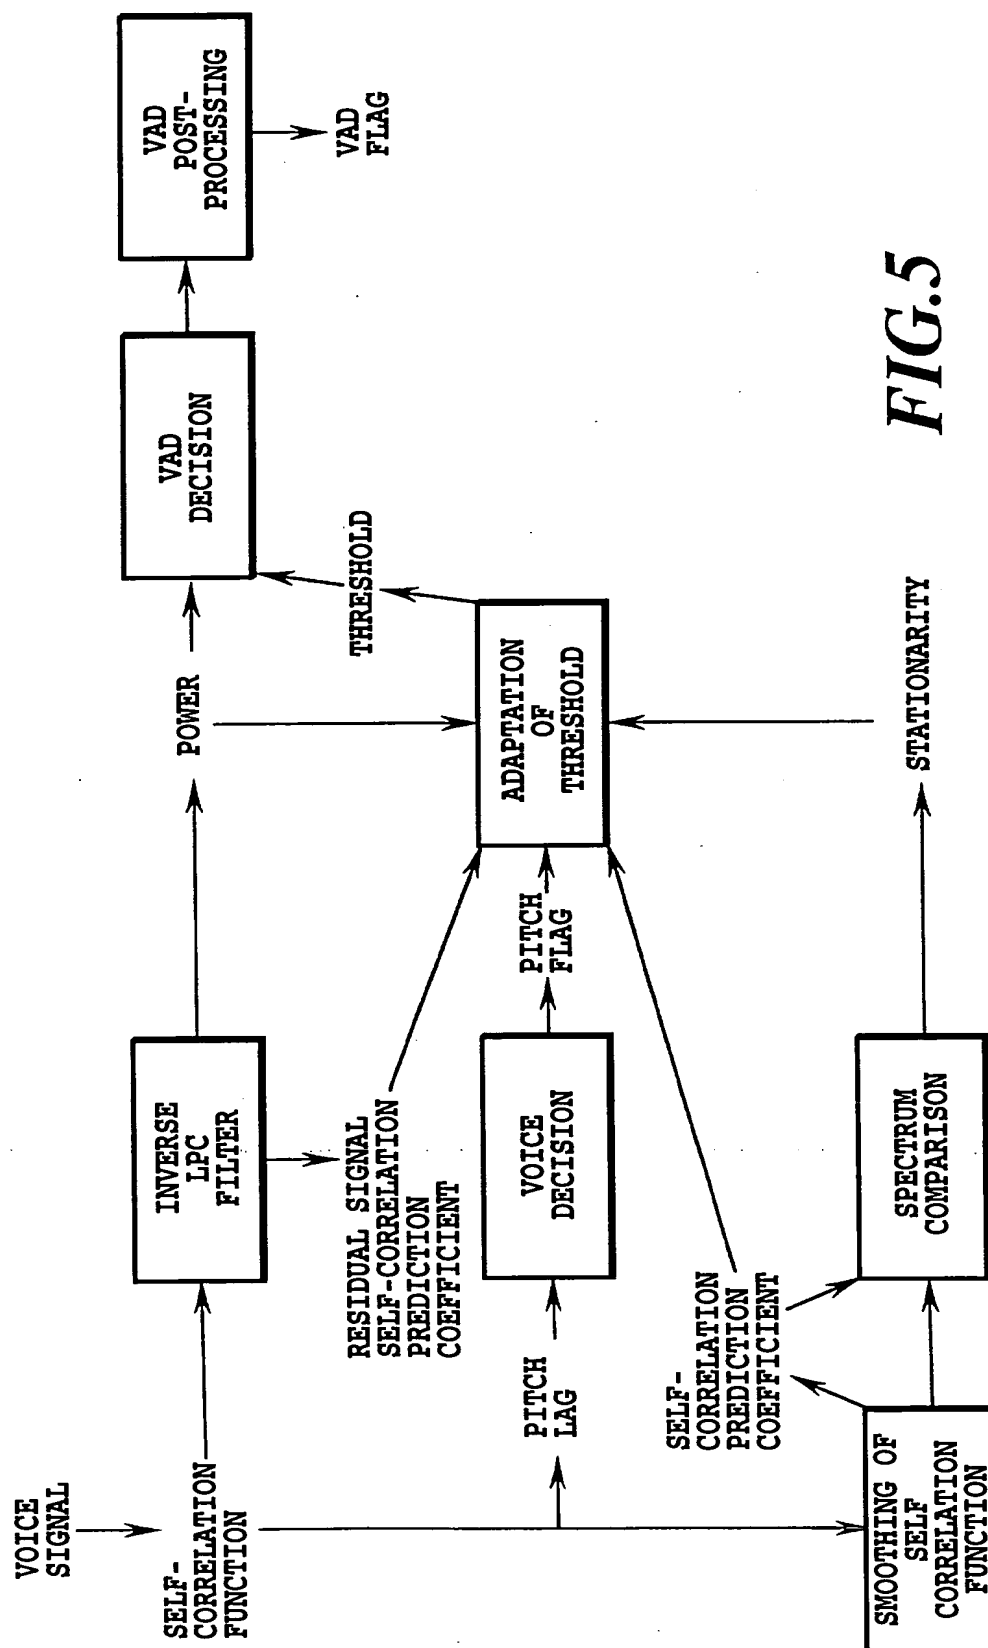 VOICE
SIGNAL
SELF-
CORRELATION
FUNCTION
INVERSE
LPC
FILTER
POWER
VAD
DECISION
VAD
POST-
PROCESSING
VAD
FLAG
RESIDUAL SIGNAL
SELF-CORRELATION
PREDICTION
COEFFICIENT
THRESHOLD
PITCH
LAG
VOICE
DECISION
PITCH
FLAG
ADAPTATION
OF
THRESHOLD
SELF-
CORRELATION
PREDICTION
COEFFICIENT
SMOOTHING OF
SELF
CORRELATION
FUNCTION
SPECTRUM
COMPARISON
STATIONARITY
FIG.5